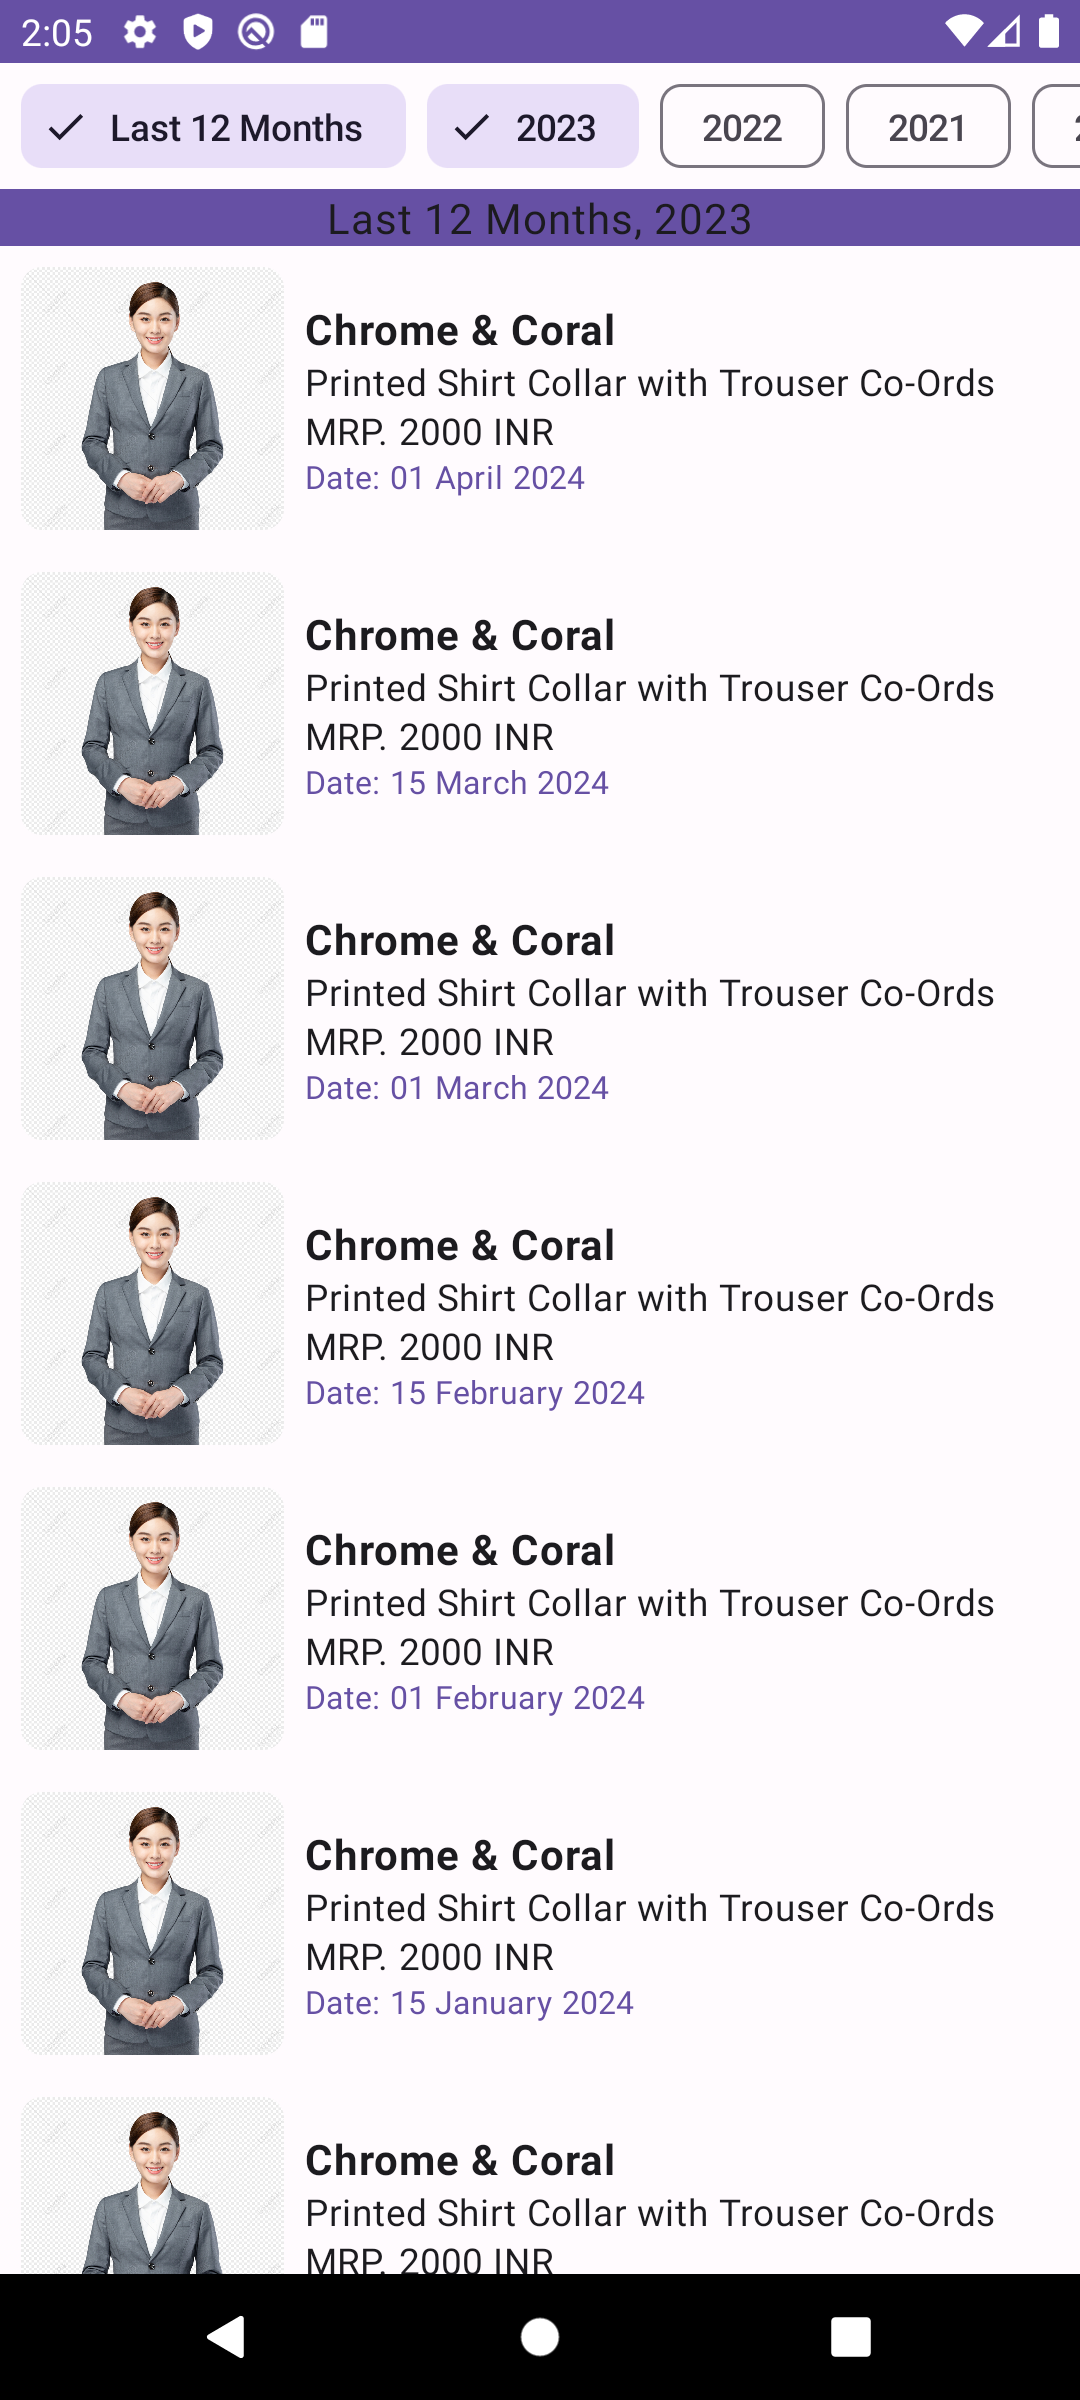 2:05
Last 12 Months
2023
2022
2021
Last 12 Months, 2023
Chrome & Coral
Printed Shirt Collar with Trouser Co-Ords
MRP. 2000 INR
Date: 01 April 2024
Chrome & Coral
Printed Shirt Collar with Trouser Co-Ords
MRP. 2000 INR
Date: 15 March 2024
Chrome & Coral
Printed Shirt Collar with Trouser Co-Ords
MRP. 2000 INR
Date: 01 March 2024
Chrome & Coral
Printed Shirt Collar with Trouser Co-Ords
MRP. 2000 INR
Date: 15 February 2024
Chrome & Coral
Printed Shirt Collar with Trouser Co-Ords
MRP. 2000 INR
Date: 01 February 2024
Chrome & Coral
Printed Shirt Collar with Trouser Co-Ords
MRP. 2000 INR
Date: 15 January 2024
Chrome & Coral
Printed Shirt Collar with Trouser Co-Ords
MRP. 2000 INR